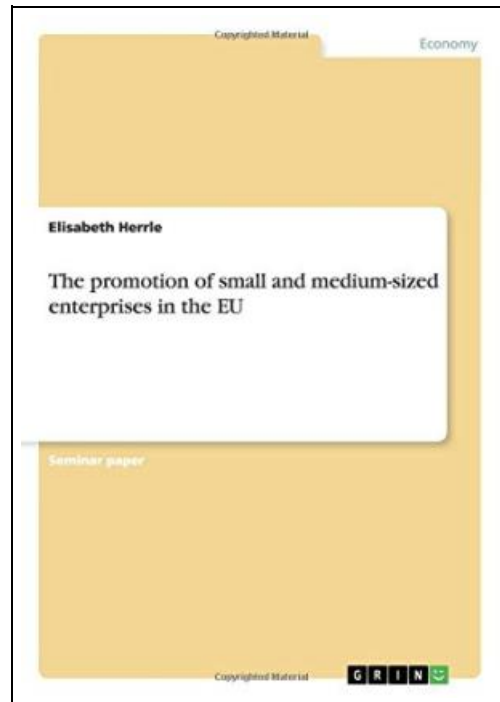 Copyrighted Material
Economy
Elisabeth Herrle
The promotion of small and medium-sized
enterprises in the EU
Seminar paper
Copyrighted Material
GRIN